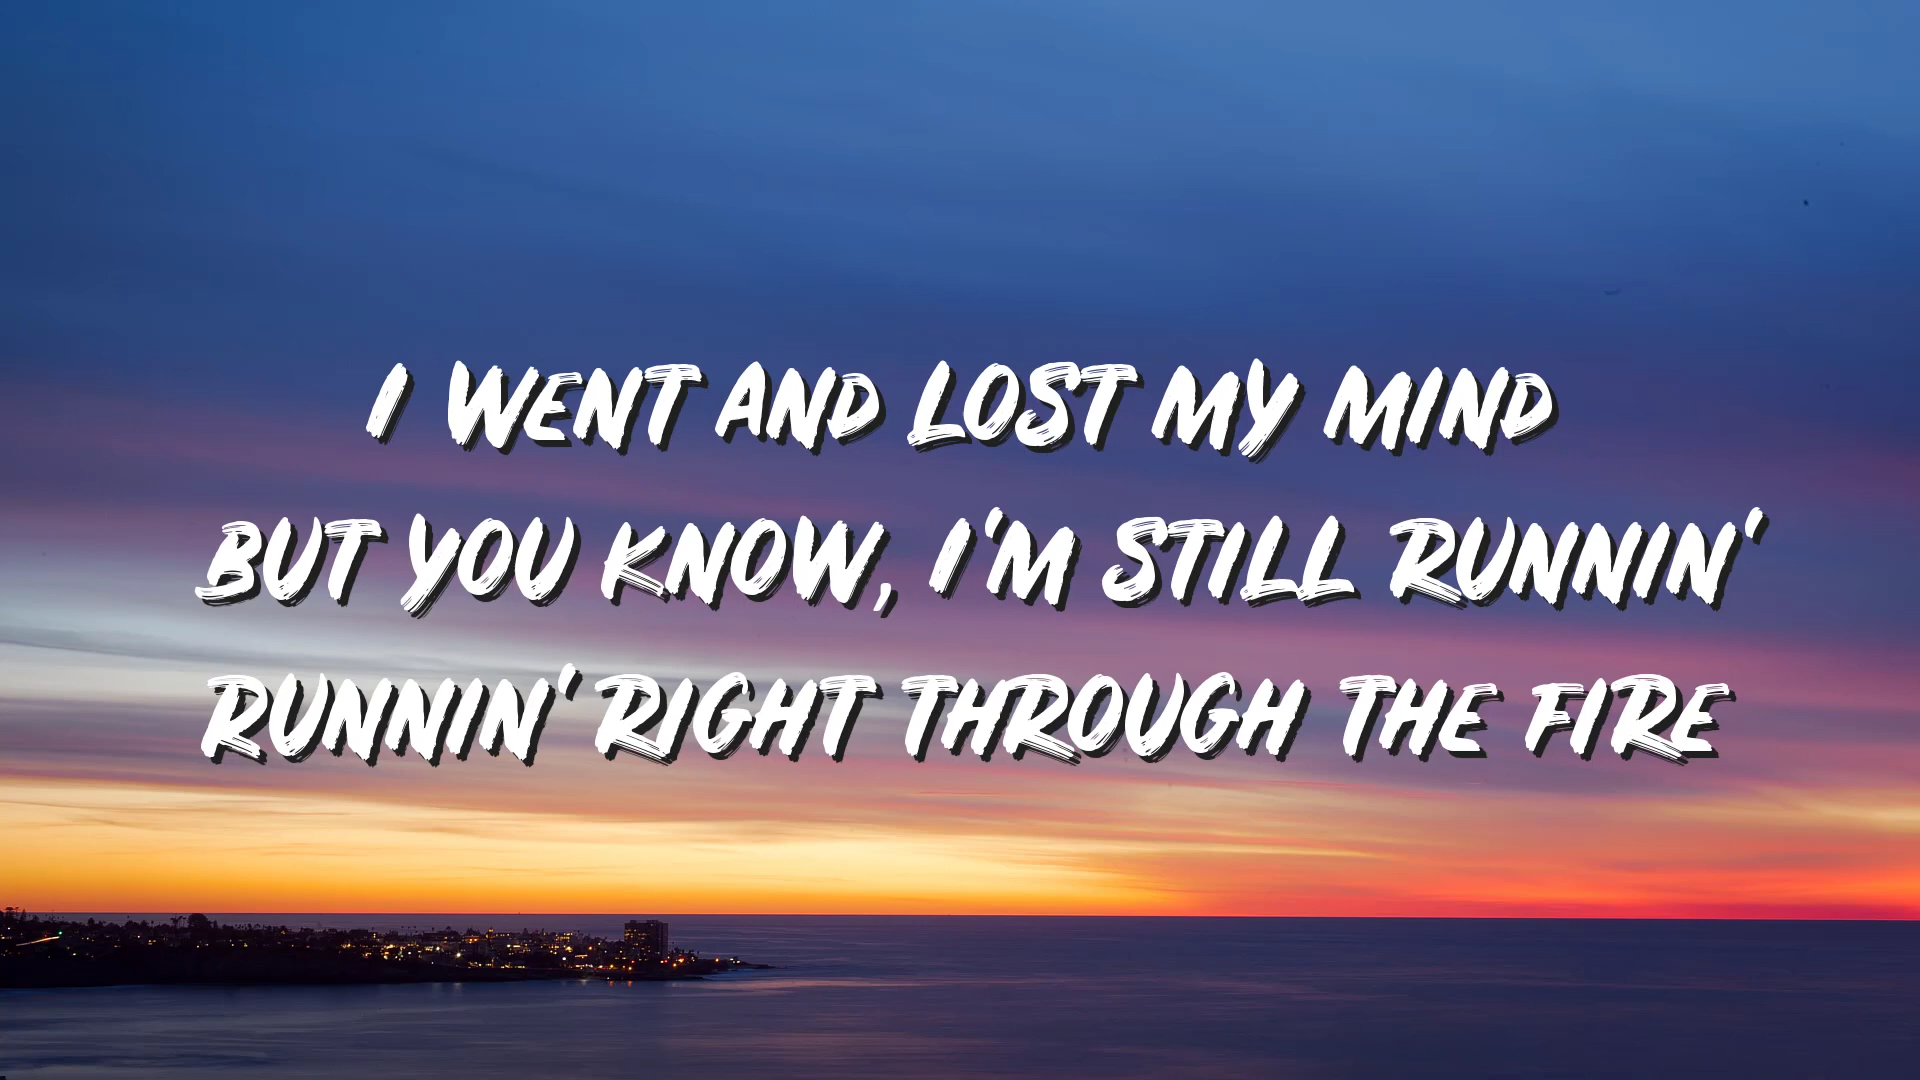 I WENT AND LOST MY MIND
BUT YOU KNOW, I'M STILL RUNNIN'
RUNNIN' RIGHT THROUGH THE FIRE